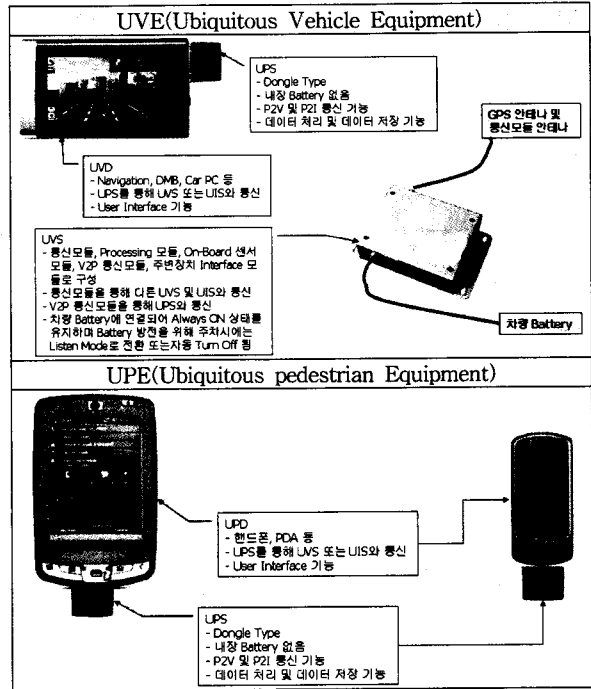 UVE(Ubiquitous Vehicle Equipment)
UPS
- Dongle Type
- 내장 Battery 없음
- P2V 및 P2I 통신 기능
- 데이터 처리 및 데이터 저장 기능
GPS 안테나 및
통신모듈 안테나
UVD
- Navigation, DMB, Car PC 등
- UPS를 통해 UVS 또는 UIS와 통신
- User Interface 기능
UVS
- 통신모듈, Processing 모듈, On-Board 센서
모듈, V2P 통신모듈, 주변장치 Interface 모
듈로 구성
- 통신모듈을 통해 다른 UVS 및 UIS와 통신
- V2P 통신모듈을 통해 UPS와 통신
- 차량 Battery에 연결되어 Always ON 상태를
유지하며 Battery 방전을 위해 주차시에는
Listen Mode로 전환 또는 자동 Turn Off 됨
차량 Battery
UPE(Ubiquitous pedestrian Equipment)
UPD
- 핸드폰, PDA 등
- UPS를 통해 UVS 또는 UIS와 통신
- User Interface 기능
UPS
- Dongle Type
- 내장 Battery 없음
- P2V 및 P2I 통신 기능
- 데이터 처리 및 데이터 저장 기능